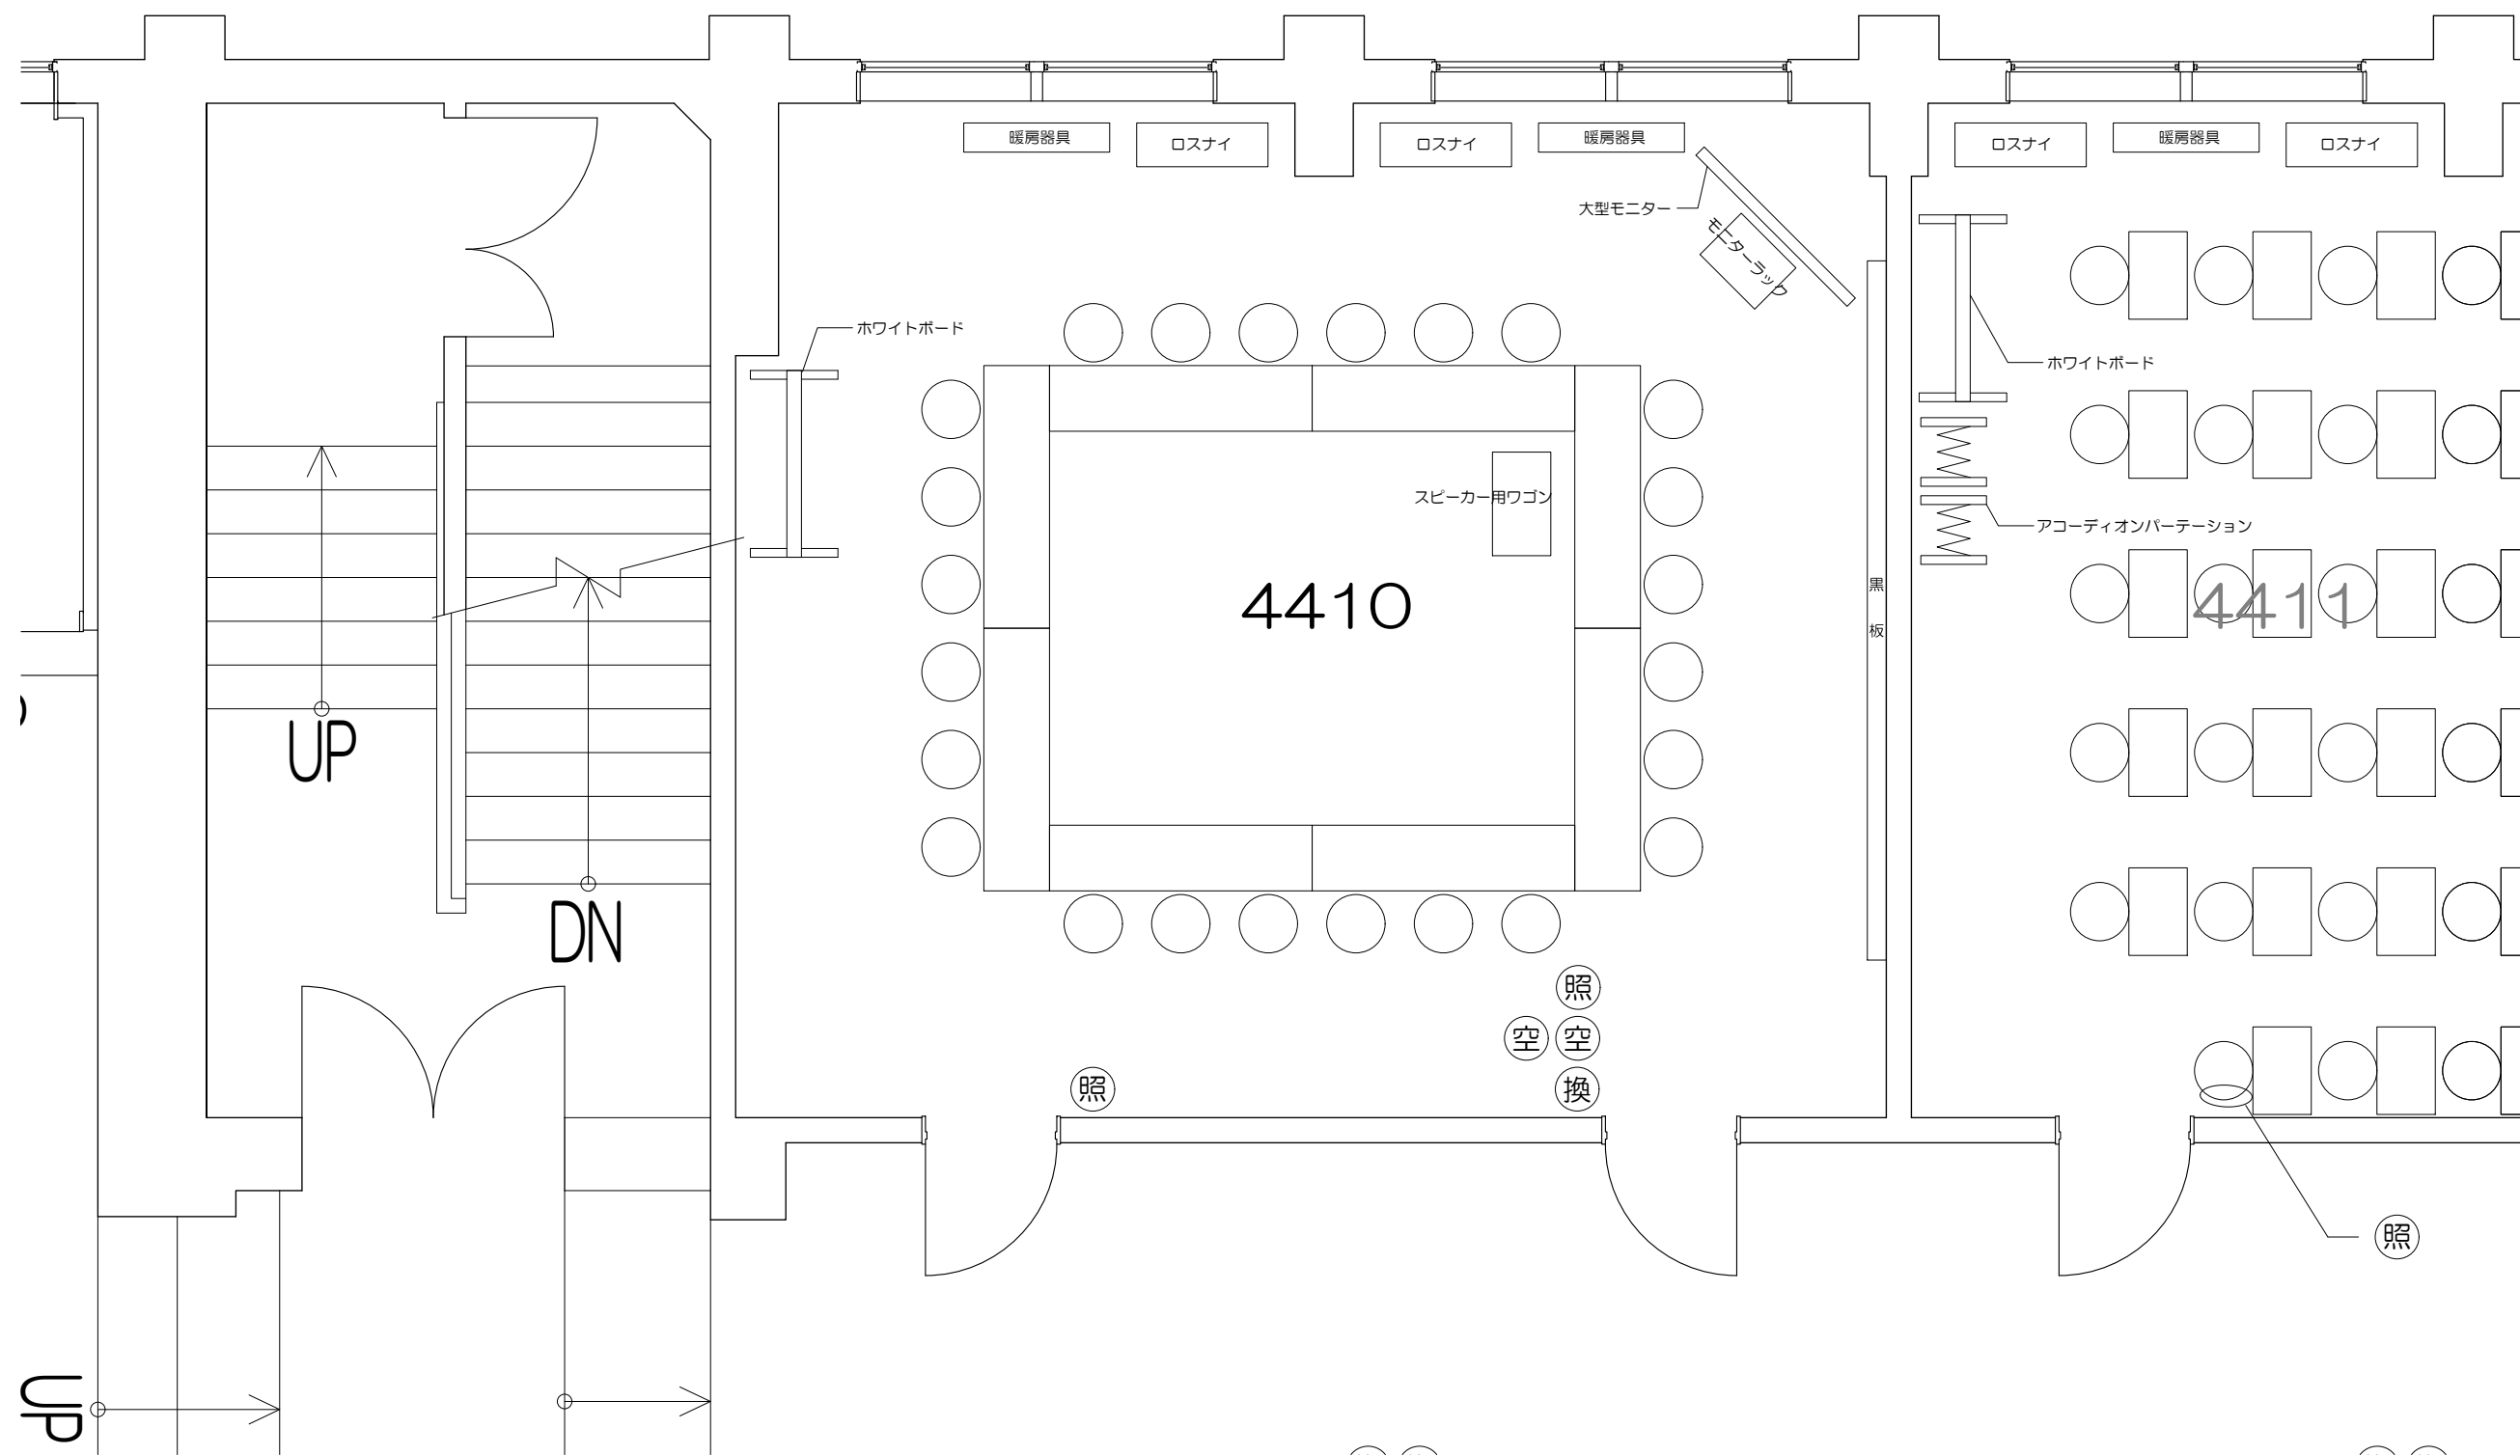 暖房器具
ロスナイ
ロスナイ
暖房器具
ロスナイ
暖房器具
ロスナイ
大型モニター
モニターラック
ホワイトボード
ホワイトボード
スピーカー用ワゴン
アコーディオンパーテーション
4410
黒板
4411
UP
DN
照
空 空
照
換
照
UP